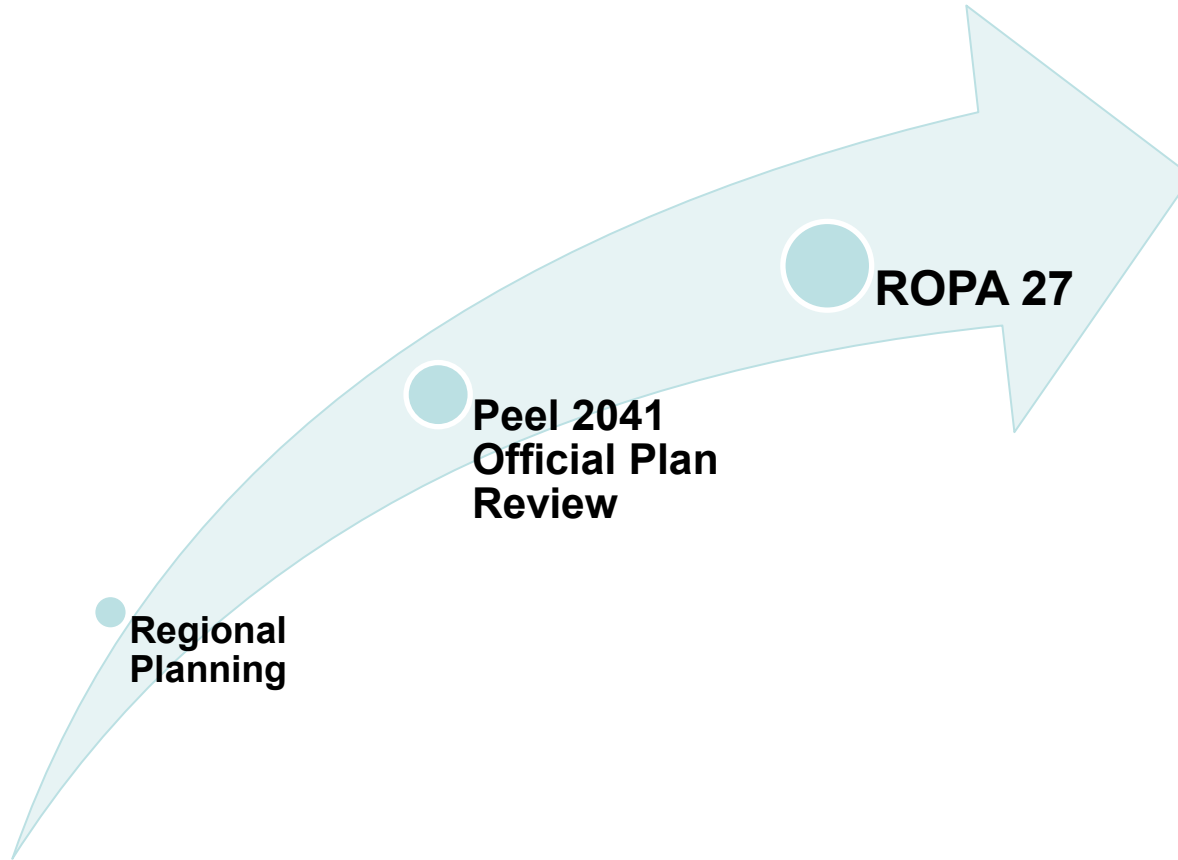 ROPA 27
Peel 2041
Official Plan
Review
Regional
Planning